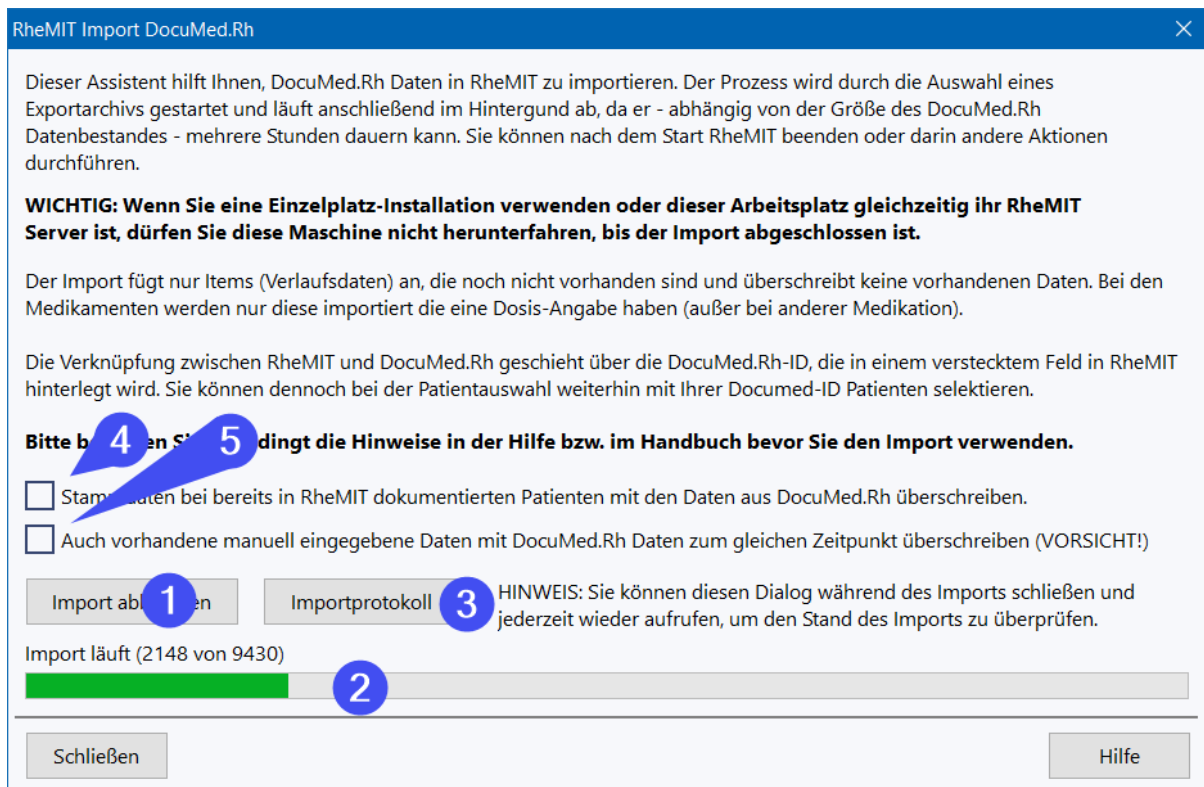 RheMIT Import DocuMed.Rh
Dieser Assistent hilft Ihnen, DocuMed.Rh Daten in RheMIT zu importieren. Der Prozess wird durch die Auswahl eines
Exportarchivs gestartet und läuft anschließend im Hintergund ab, da er - abhängig von der Größe des DocuMed.Rh
Datenbestandes - mehrere Stunden dauern kann. Sie können nach dem Start RheMIT beenden oder darin andere Aktionen
durchführen.
WICHTIG: Wenn Sie eine Einzelplatz-Installation verwenden oder dieser Arbeitsplatz gleichzeitig ihr RheMIT
Server ist, dürfen Sie diese Maschine nicht herunterfahren, bis der Import abgeschlossen ist.
Der Import fügt nur Items (Verlaufsdaten) an, die noch nicht vorhanden sind und überschreibt keine vorhandenen Daten. Bei den
Medikamenten werden nur diese importiert die eine Dosis-Angabe haben (außer bei anderer Medikation).
Die Verknüpfung zwischen RheMIT und DocuMed.Rh geschieht über die DocuMed.Rh-ID, die in einem verstecktem Feld in RheMIT
hinterlegt wird. Sie können dennoch bei der Patientauswahl weiterhin mit Ihrer Documed-ID Patienten selektieren.
Bitte 4 5 die Hinweise in der Hilfe bzw. im Handbuch bevor Sie den Import verwenden.
bei bereits in RheMIT dokumentierten Patienten mit den Daten aus DocuMed.Rh überschreiben.
Auch vorhandene manuell eingegebene Daten mit DocuMed.Rh Daten zum gleichen Zeitpunkt überschreiben (VORSICHT!)
Import 1 Importprotokoll 3 HINWEIS: Sie können diesen Dialog während des Imports schließen und
jederzeit wieder aufrufen, um den Stand des Imports zu überprüfen.
Import läuft (2148 von 9430)
2
Schließen Hilfe